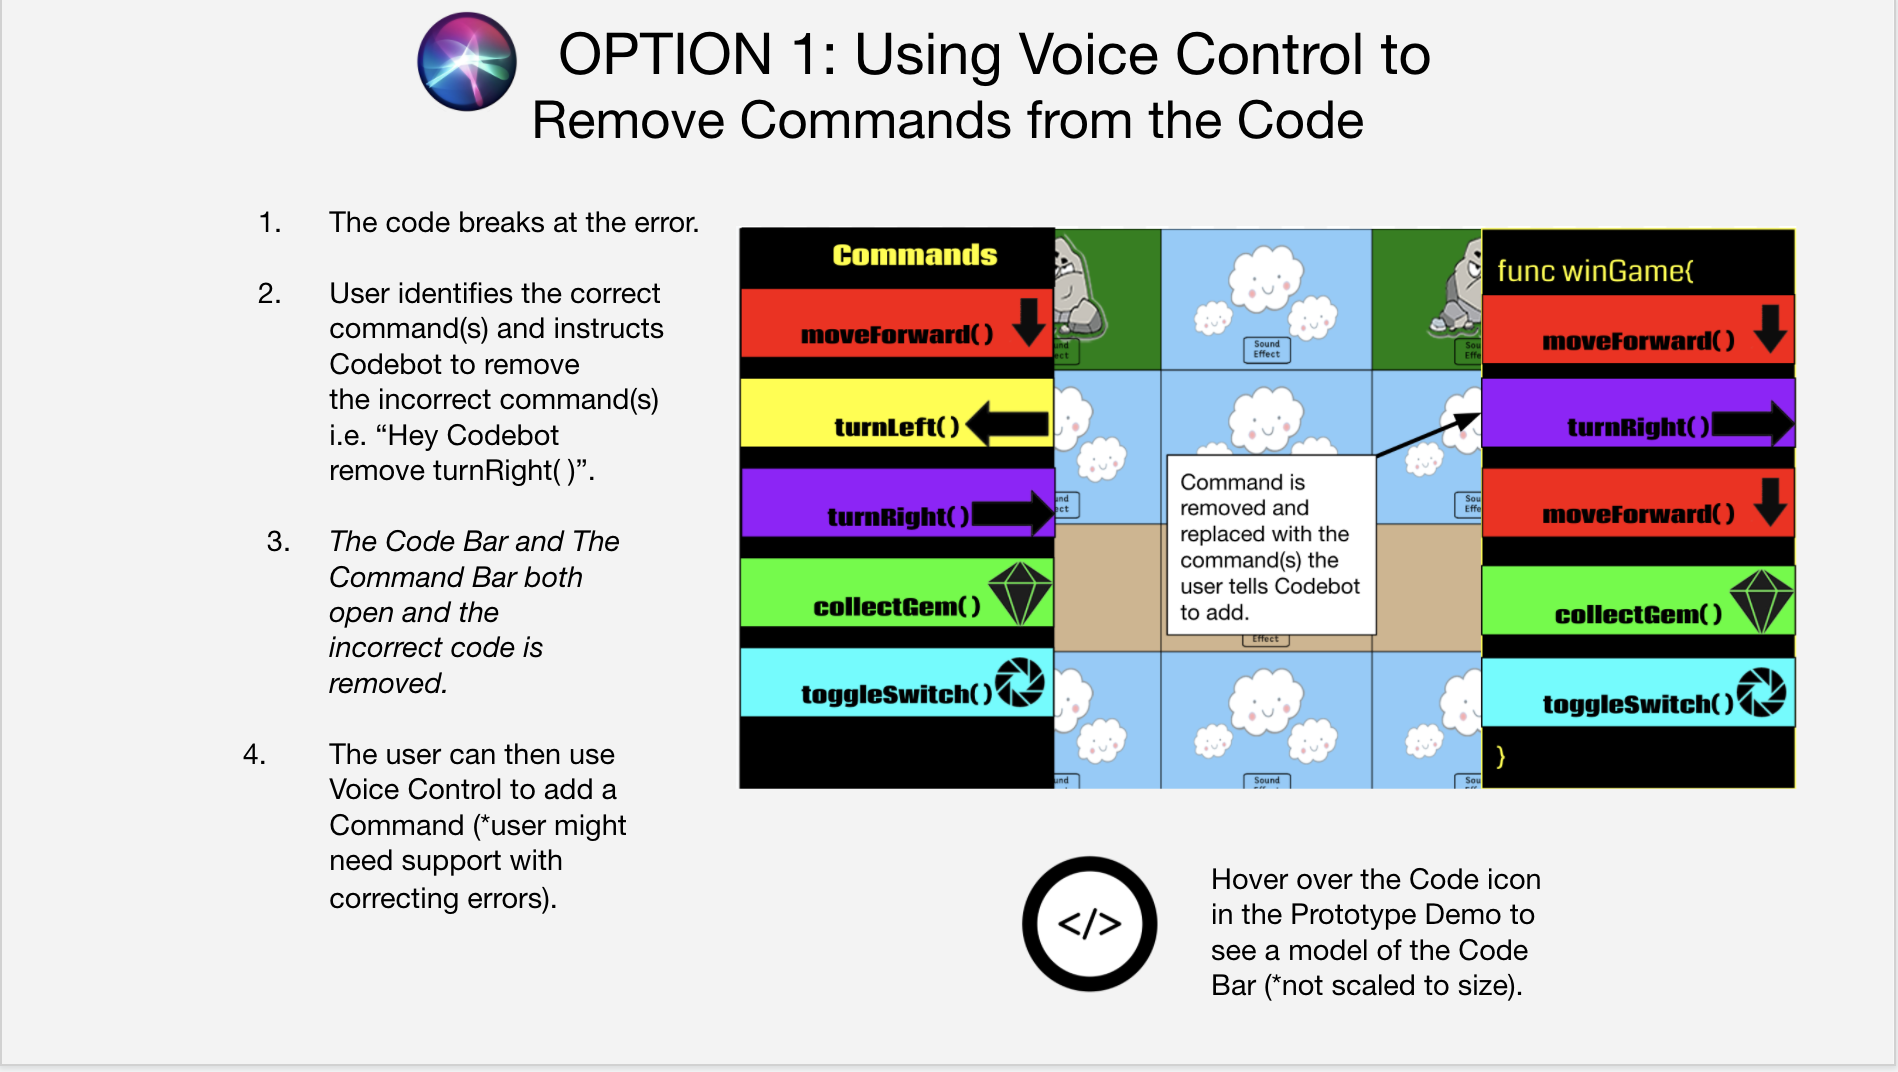 OPTION 1: Using Voice Control to
Remove Commands from the Code
1. The code breaks at the error.
2. User identifies the correct
command(s) and instructs
Codebot to remove
the incorrect command(s)
i.e. “Hey Codebot
remove turnRight( )”.
3. The Code Bar and The
Command Bar both
open and the
incorrect code is
removed.
4. The user can then use
Voice Control to add a
Command (*user might
need support with
correcting errors).
Commands
moveForward()
turnLeft()
turnRight()
collectGem()
toggleSwitch()
Sound
Effect
Command is
removed and
replaced with the
command(s) the
user tells Codebot
to add.
Effect
Sound
func winGame{
moveForward()
turnRight()
moveForward()
collectGem()
toggleSwitch()
}
</>
Hover over the Code icon
in the Prototype Demo to
see a model of the Code
Bar (*not scaled to size).